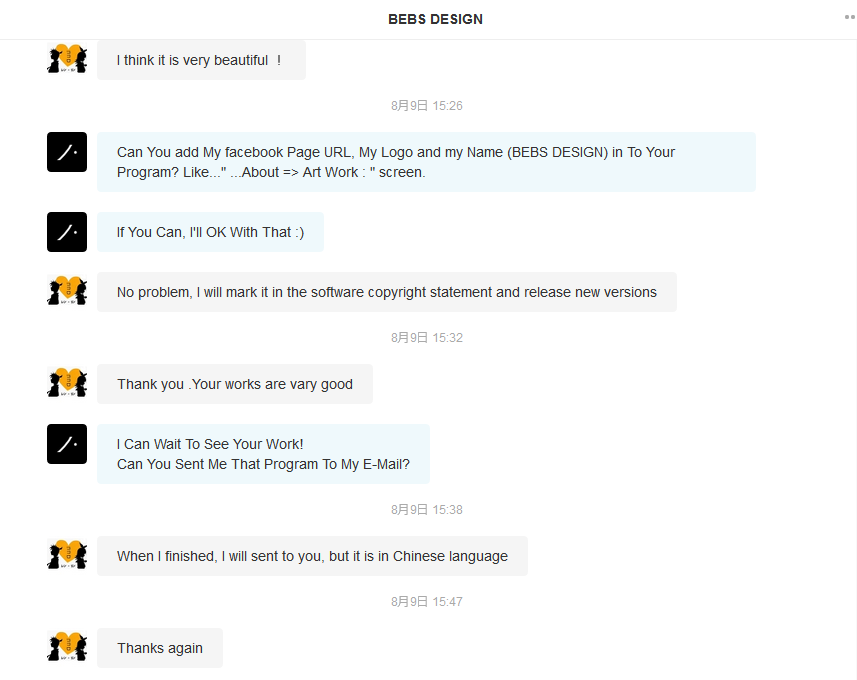 BEBS DESIGN
I think it is very beautiful !
8月9日 15:26
Can You add My facebook Page URL, My Logo and my Name (BEBS DESIGN) in To Your
Program? Like..." ...About => Art Work : " screen.
If You Can, I'll OK With That :)
No problem, I will mark it in the software copyright statement and release new versions
8月9日 15:32
Thank you .Your works are vary good
I Can Wait To See Your Work!
Can You Sent Me That Program To My E-Mail?
8月9日 15:38
When I finished, I will sent to you, but it is in Chinese language
8月9日 15:47
Thanks again